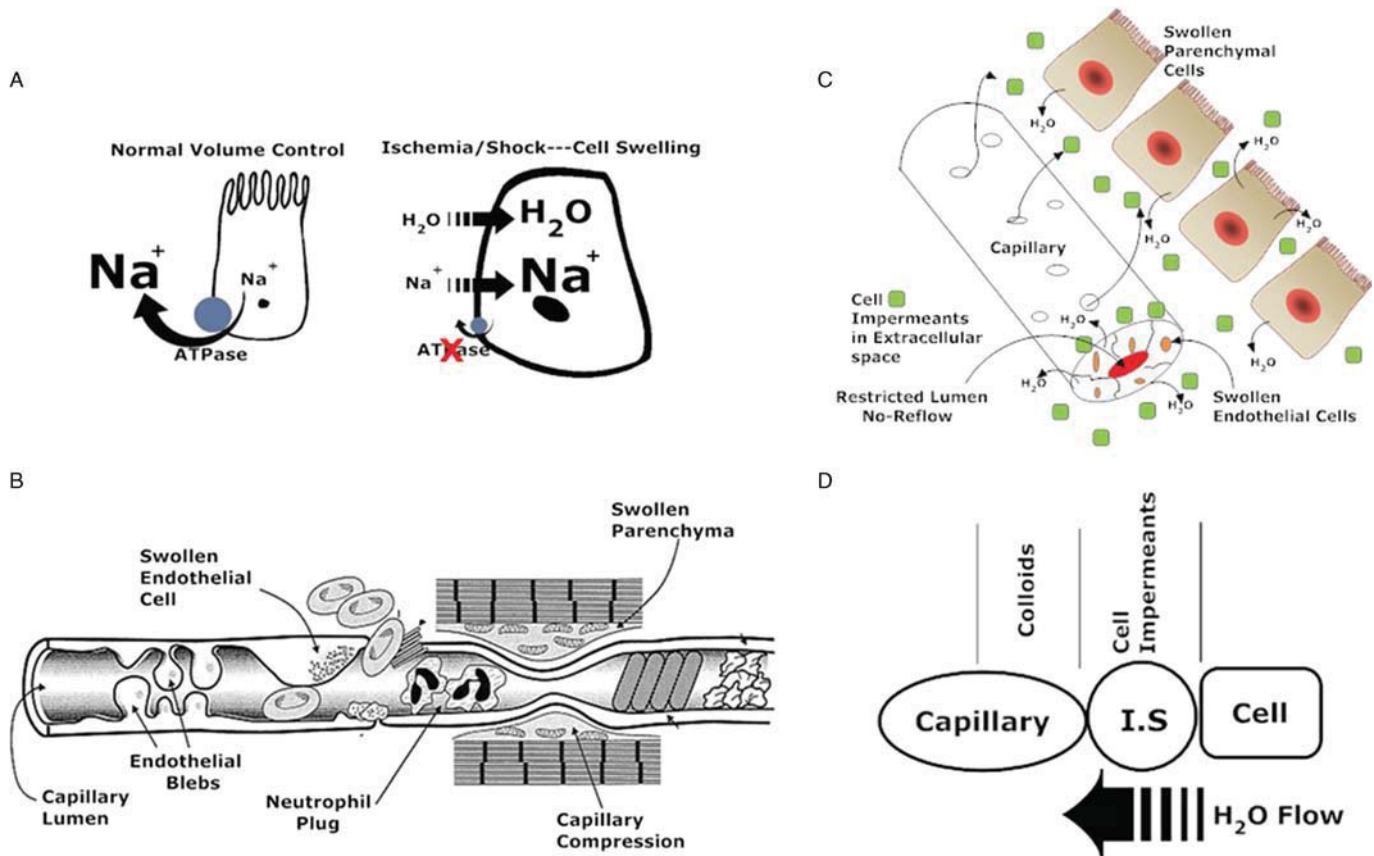 A
Normal Volume Control
Na+
Na+
ATPase
Ischemia/Shock---Cell Swelling
H2O
H2O
Na+
Na+
ATPase
B
Swollen
Endothelial
Cell
Swollen
Parenchyma
Endothelial
Blebs
Capillary
Lumen
Neutrophil
Plug
Capillary
Compression
C
Swollen
Parenchymal
Cells
H2O
H2O
H2O
H2O
H2O
Capillary
Cell
Impermeants
in Extracellular
space
H2O
H2O
H2O
Restricted Lumen
No-Reflow
Swollen
Endothelial Cells
D
Colloids
Cell
Impermeants
Capillary
I.S
Cell
H2O Flow